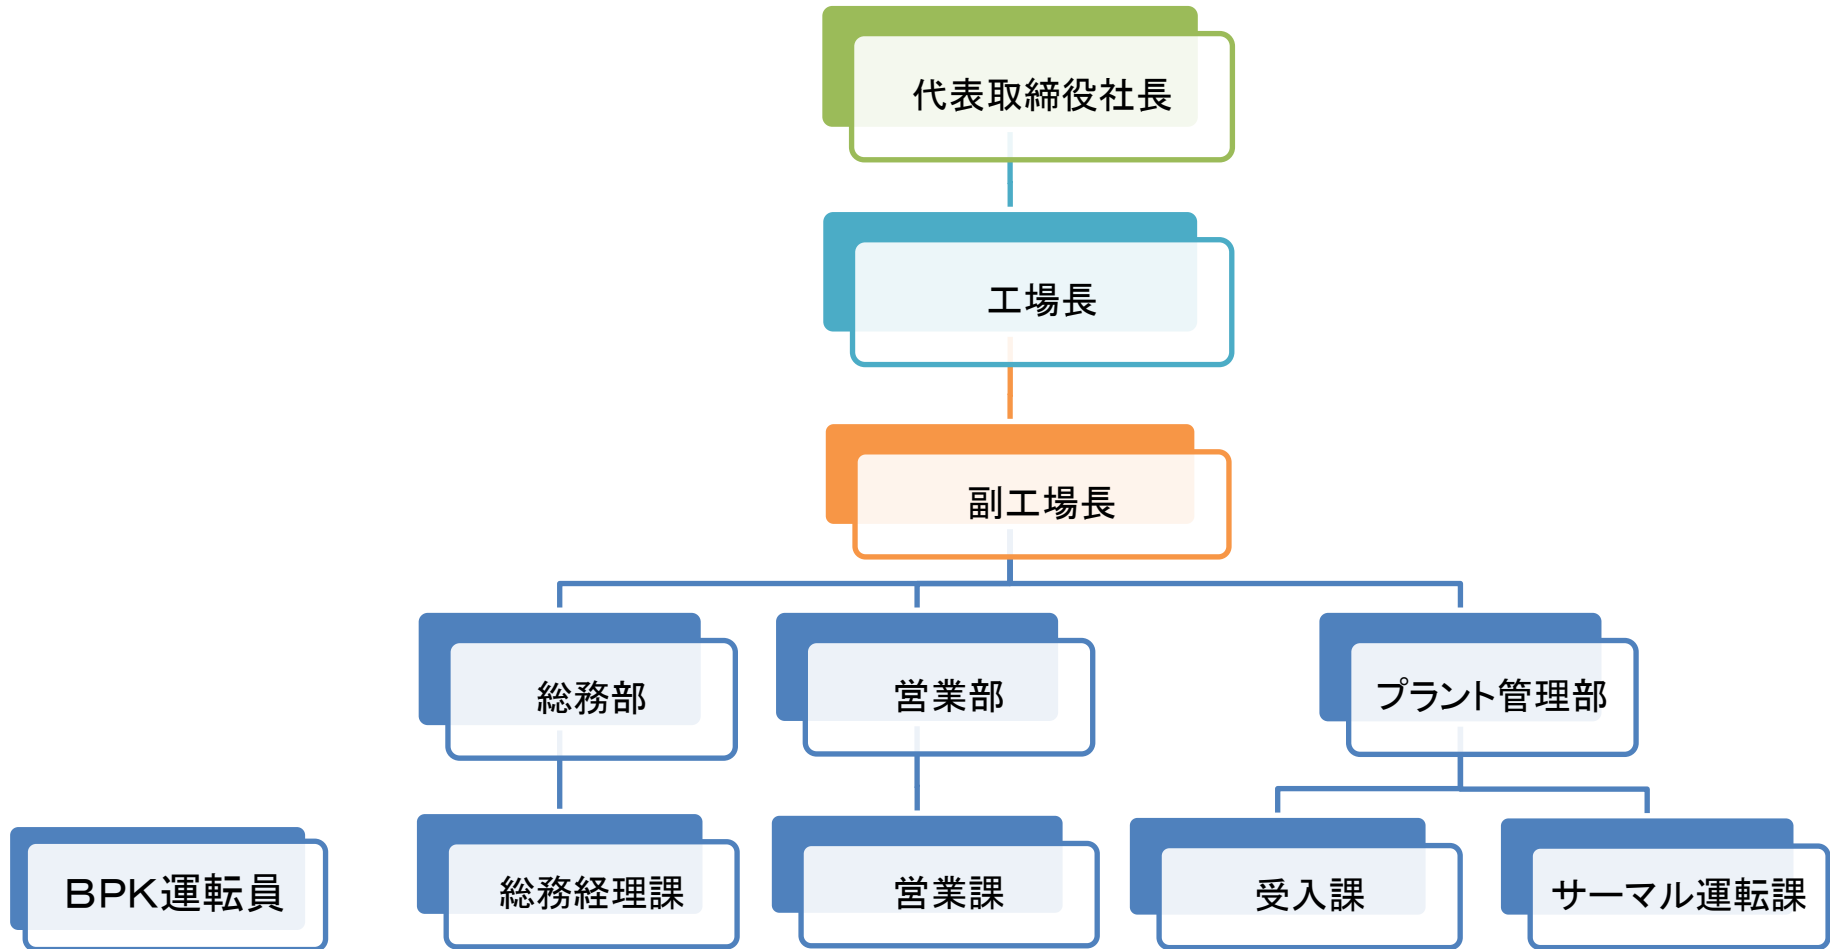 代表取締役社長
工場長
副工場長
総務部
営業部
プラント管理部
BPK運転員
総務経理課
営業課
受入課
サーマル運転課